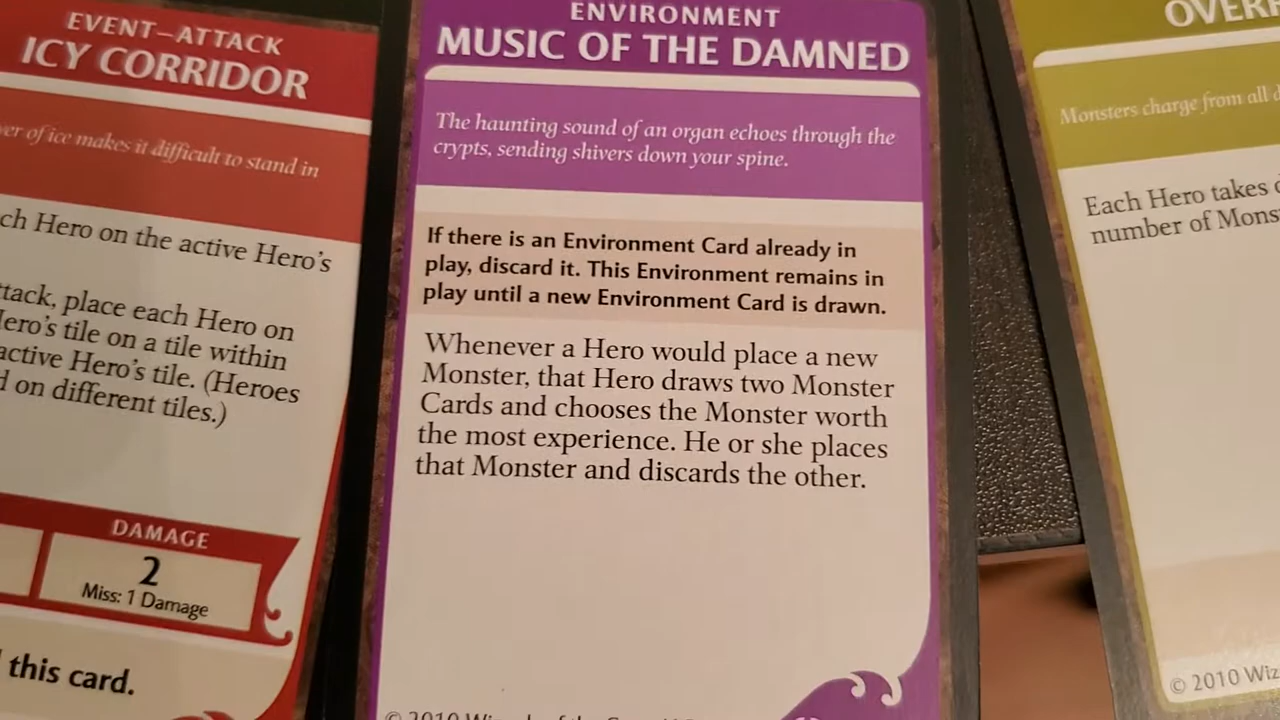 EVENT–ATTACK
ICY CORRIDOR
of ice makes it difficult to stand in
Hero on the active Hero's
place each Hero on
Hero's tile on a tile within
active Hero's tile. (Heroes
on different tiles.)
DAMAGE
2
Miss: 1 Damage
this card.
ENVIRONMENT
MUSIC OF THE DAMNED
The haunting sound of an organ echoes through the
crypts, sending shivers down your spine.
If there is an Environment Card already in
play, discard it. This Environment remains in
play until a new Environment Card is drawn.
Whenever a Hero would place a new
Monster, that Hero draws two Monster
Cards and chooses the Monster worth
the most experience. He or she places
that Monster and discards the other.
© 2010
Monsters charge from all
Each Hero takes
number of
© 2010